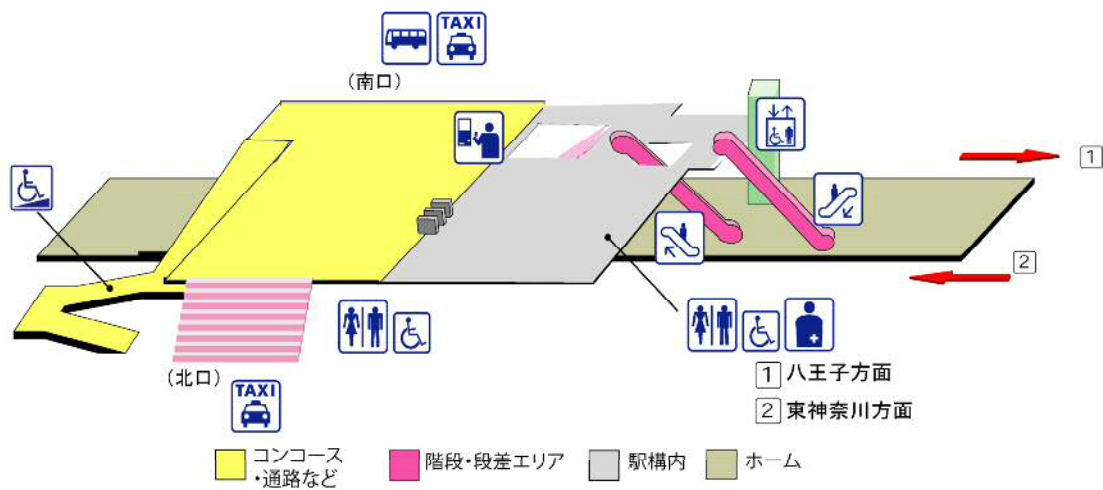 TAXI
(南口)
1
2
1 八王子方面
(北口)
2 東神奈川方面
TAXI
コンコース
・通路など
階段・段差エリア
駅構内
ホーム